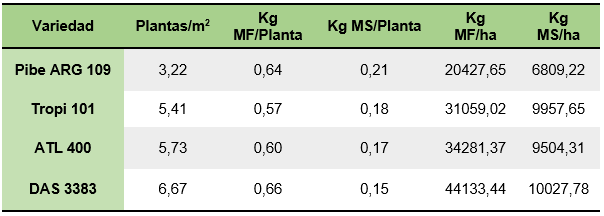 Variedad Plantas/m² Kg MF/Planta Kg MS/Planta Kg MF/ha Kg MS/ha
Pibe ARG 109 3,22 0,64 0,21 20427,65 6809,22
Tropi 101 5,41 0,57 0,18 31059,02 9957,65
ATL 400 5,73 0,60 0,17 34281,37 9504,31
DAS 3383 6,67 0,66 0,15 44133,44 10027,78